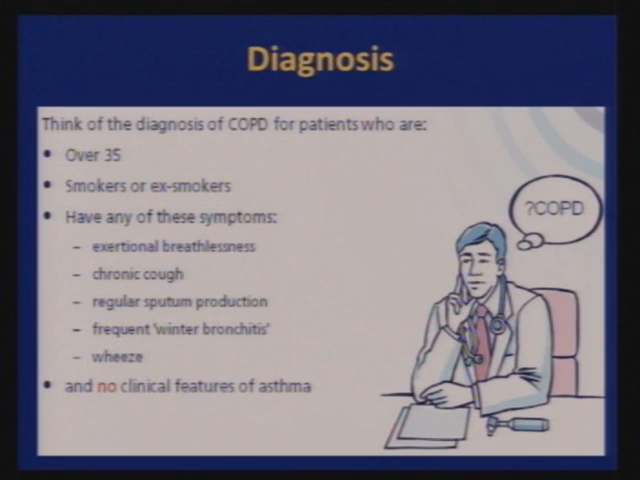 Diagnosis
Think of the diagnosis of COPD for patients who are:
• Over 35
• Smokers or ex-smokers
• Have any of these symptoms:
– exertional breathlessness
– chronic cough
– regular sputum production
– frequent 'winter bronchitis'
– wheeze
• and no clinical features of asthma
?COPD